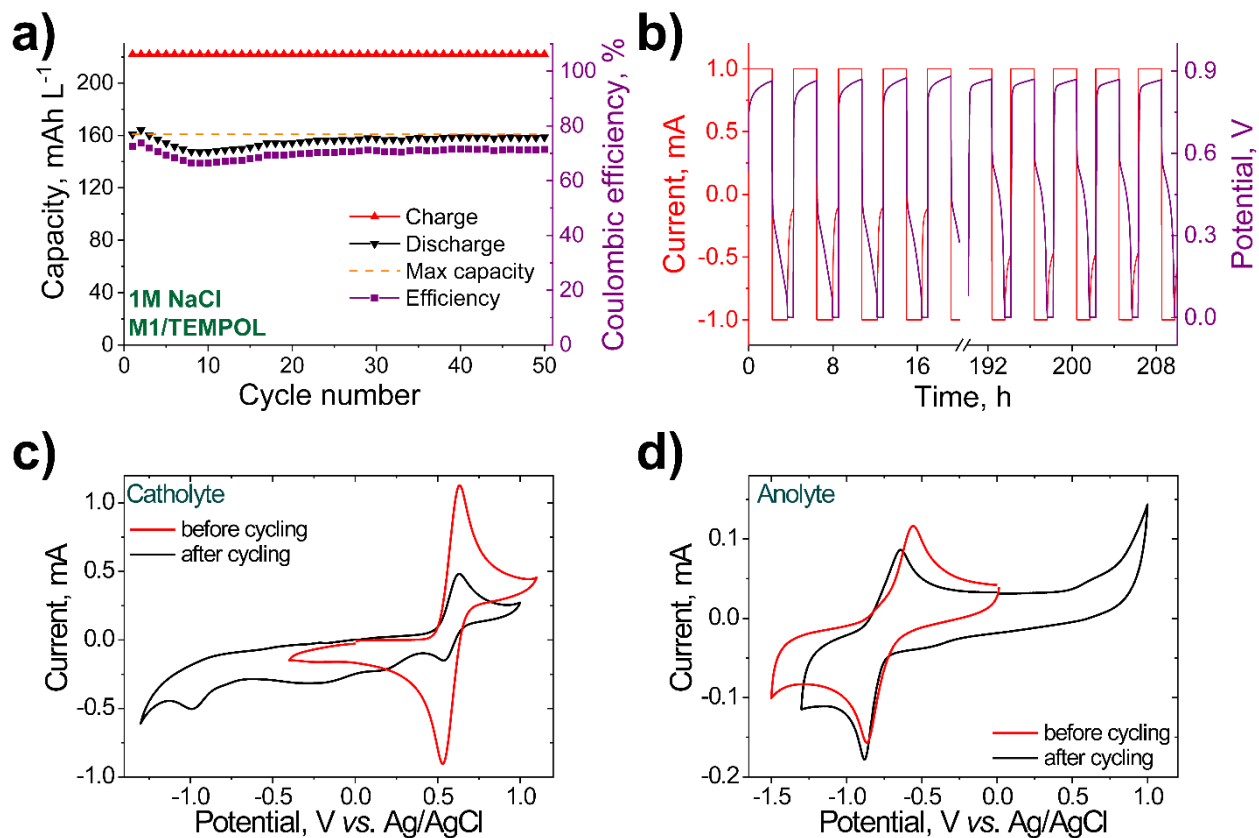 a)
Capacity, mAh L⁻¹
200
160
120
80
40
0
0
10
20
30
40
50
Cycle number
100
80
60
40
20
0
Coulombic efficiency, %
Charge
Discharge
Max capacity
Efficiency
1M NaCl
M1/TEMPOL
b)
Current, mA
1.0
0.5
0.0
-0.5
-1.0
0
8
16
192
200
208
Time, h
0.9
0.6
0.3
0.0
Potential, V
c)
Catholyte
before cycling
after cycling
Current, mA
1.0
0.5
0.0
-0.5
-1.0
-1.0
-0.5
0.0
0.5
1.0
Potential, V vs. Ag/AgCl
d)
Anolyte
Current, mA
0.1
0.0
-0.1
-0.2
before cycling
after cycling
-1.5
-1.0
-0.5
0.0
0.5
1.0
Potential, V vs. Ag/AgCl